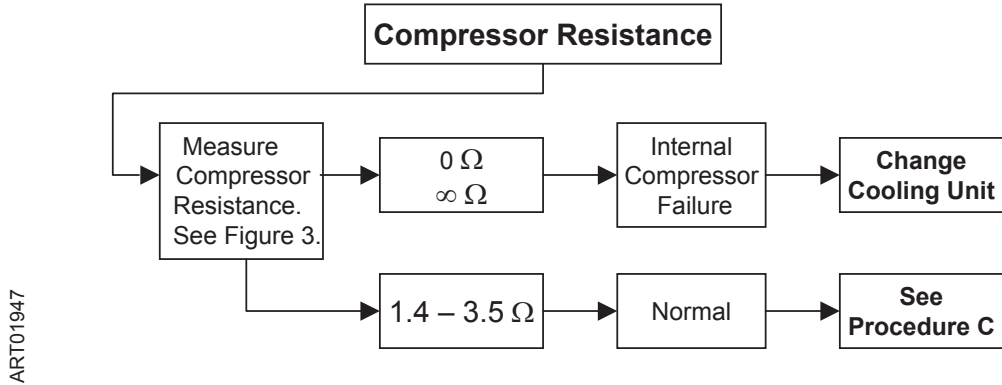 Compressor Resistance
Measure
Compressor
Resistance.
See Figure 3.
0 Ω
∞ Ω
Internal
Compressor
Failure
Change
Cooling Unit
1.4 – 3.5 Ω
Normal
See
Procedure C
ART01947